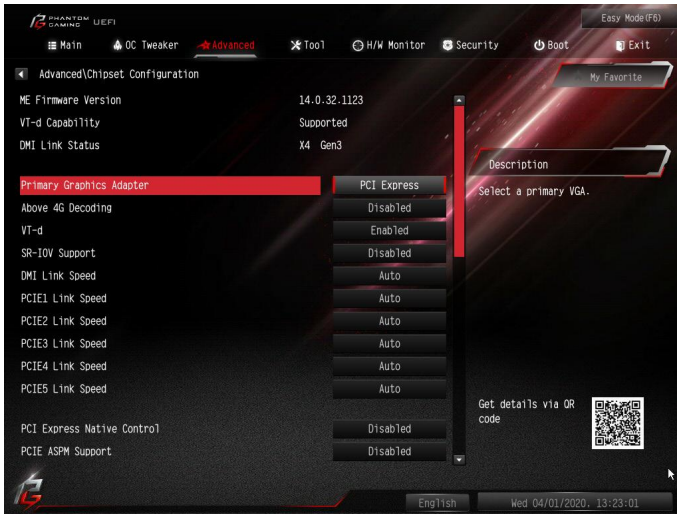 PHANTOM GAMING UEFI
Easy Mode(F6)
Main OC Tweaker Advanced Tool H/W Monitor Security Boot Exit
Advanced\Chipset Configuration
My Favorite
ME Firmware Version 14.0.32.1123
VT-d Capability Supported
DMI Link Status X4 Gen3
Description
Primary Graphics Adapter PCI Express
Select a primary VGA.
Above 4G Decoding Disabled
VT-d Enabled
SR-IOV Support Disabled
DMI Link Speed Auto
PCIE1 Link Speed Auto
PCIE2 Link Speed Auto
PCIE3 Link Speed Auto
PCIE4 Link Speed Auto
PCIE5 Link Speed Auto
Get details via QR
code
PCI Express Native Control Disabled
PCIE ASPM Support Disabled
English
Wed 04/01/2020. 13:23:01